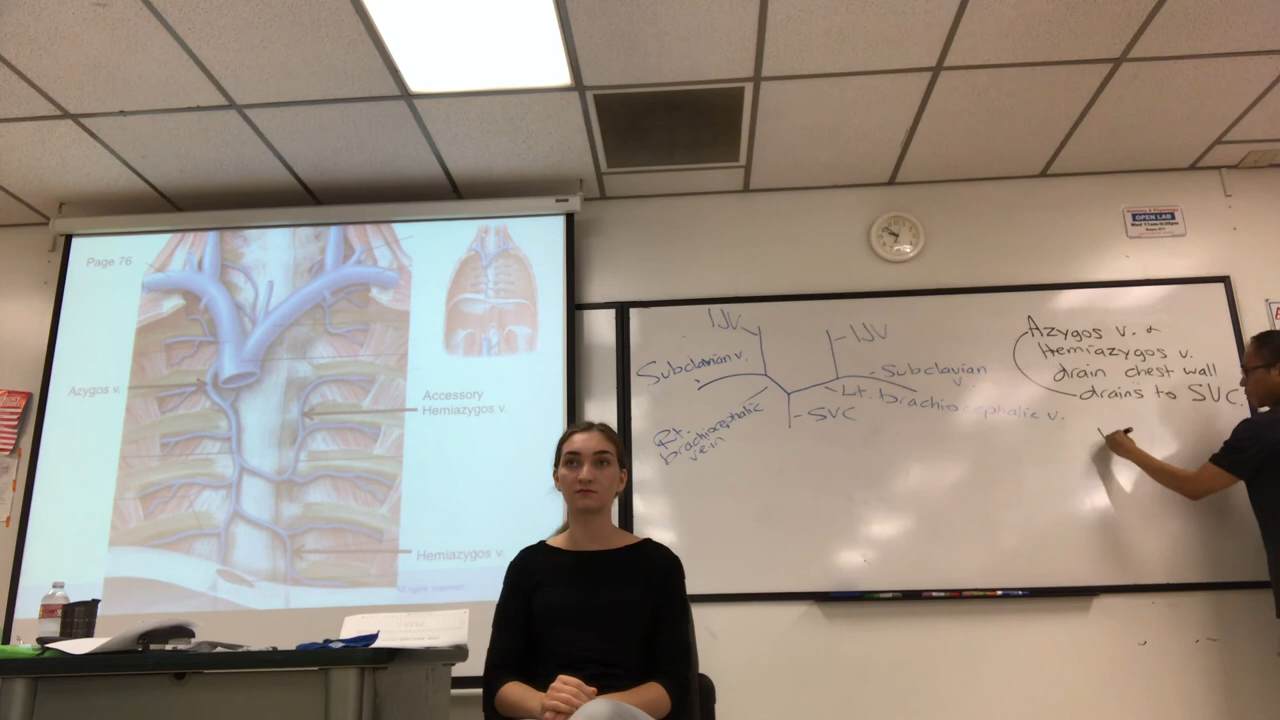 Page 76
Azygos v.
Accessory
Hemiazygos v.
Hemiazygos v.
IJV
IJV
Subclavian v.
Subclavian
v.
Rt.
brachiocephalic
vein
Lt. brachiocephalic v.
SVC
Azygos v. +
Hemiazygos v.
drain chest wall
drains to SVC.
OPEN LAB